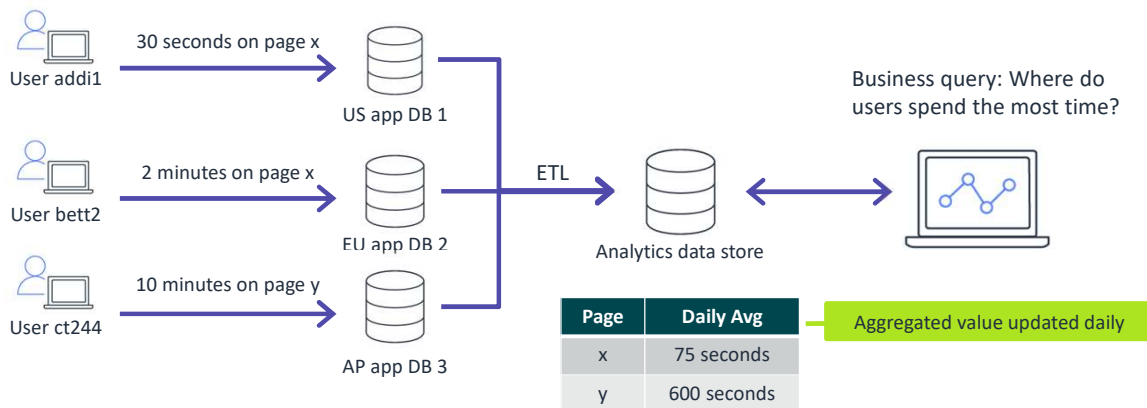 30 seconds on page x
User addi1
US app DB 1
2 minutes on page x
User bett2
EU app DB 2
10 minutes on page y
User ct244
AP app DB 3
ETL
Analytics data store
Business query: Where do
users spend the most time?
Page Daily Avg
x 75 seconds
y 600 seconds
Aggregated value updated daily